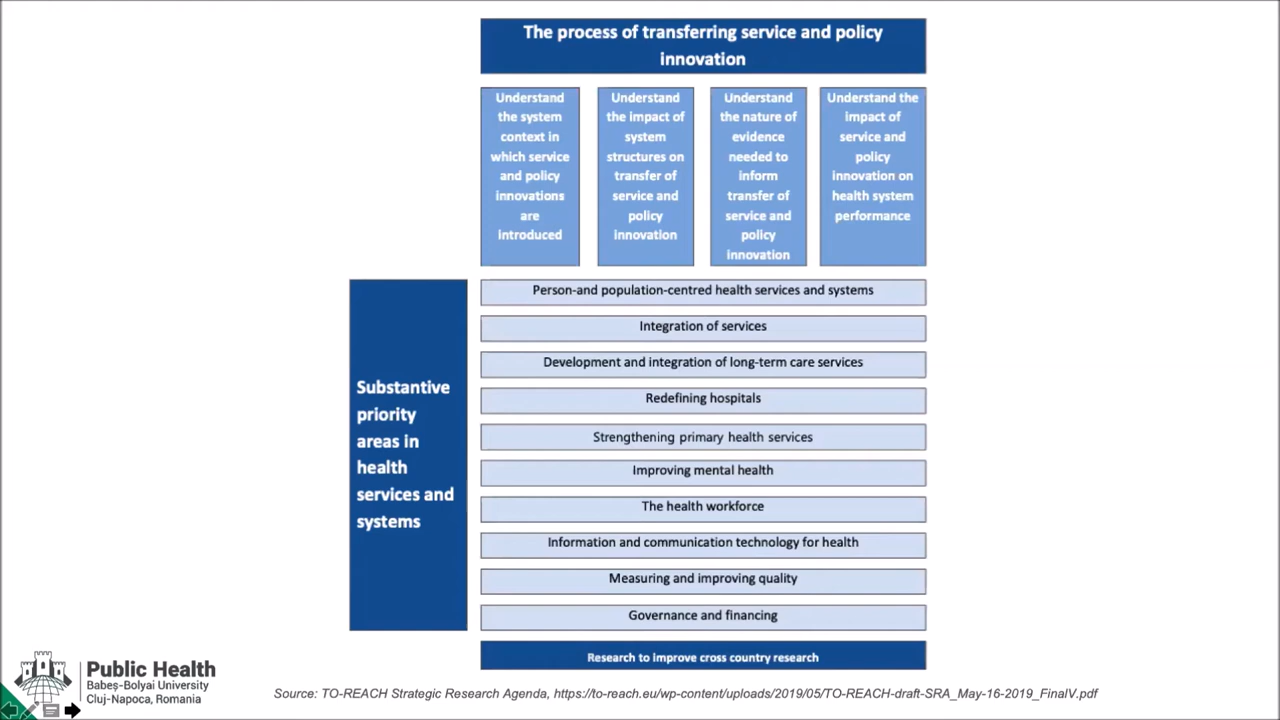 The process of transferring service and policy
innovation
Understand
the system
context in
which service
and policy
innovations
are
introduced
Understand
the impact of
system
structures on
transfer of
service and
policy
innovation
Understand
the nature of
evidence
needed to
inform
transfer of
service and
policy
innovation
Understand the
impact of
service and
policy
innovation on
health system
performance
Substantive
priority
areas in
health
services and
systems
Person-and population-centred health services and systems
Integration of services
Development and integration of long-term care services
Redefining hospitals
Strengthening primary health services
Improving mental health
The health workforce
Information and communication technology for health
Measuring and improving quality
Governance and financing
Research to improve cross country research
Public Health
Babeș-Bolyai University
Cluj-Napoca, Romania
Source: TO-REACH Strategic Research Agenda, https://to-reach.eu/wp-content/uploads/2019/05/TO-REACH-draft-SRA_May-16-2019_FinalV.pdf